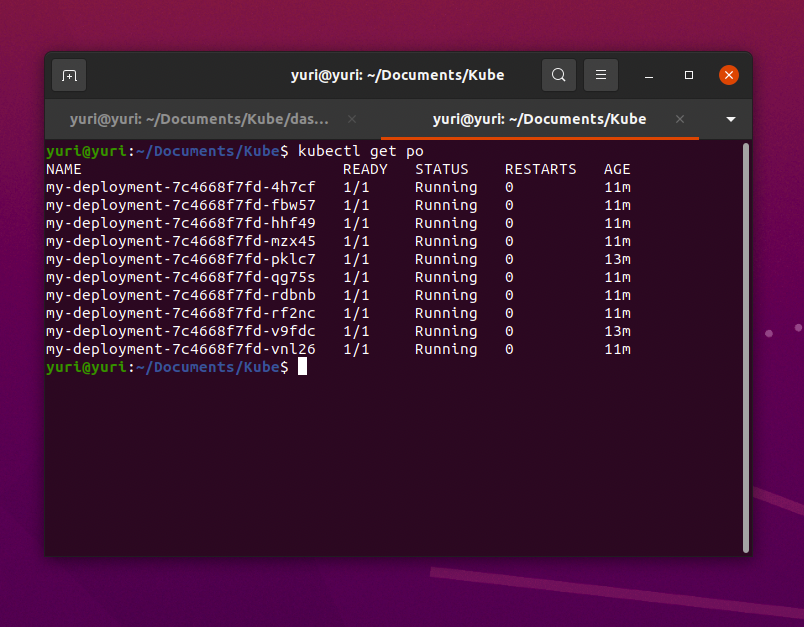 yuri@yuri: ~/Documents/Kube
yuri@yuri: ~/Documents/Kube/das...
yuri@yuri: ~/Documents/Kube
yuri@yuri:~/Documents/Kube$ kubectl get po
NAME READY STATUS RESTARTS AGE
my-deployment-7c4668f7fd-4h7cf 1/1 Running 0 11m
my-deployment-7c4668f7fd-fbw57 1/1 Running 0 11m
my-deployment-7c4668f7fd-hhf49 1/1 Running 0 11m
my-deployment-7c4668f7fd-mzx45 1/1 Running 0 11m
my-deployment-7c4668f7fd-pklc7 1/1 Running 0 13m
my-deployment-7c4668f7fd-qg75s 1/1 Running 0 11m
my-deployment-7c4668f7fd-rdbnb 1/1 Running 0 11m
my-deployment-7c4668f7fd-rf2nc 1/1 Running 0 11m
my-deployment-7c4668f7fd-v9fdc 1/1 Running 0 13m
my-deployment-7c4668f7fd-vnl26 1/1 Running 0 11m
yuri@yuri:~/Documents/Kube$